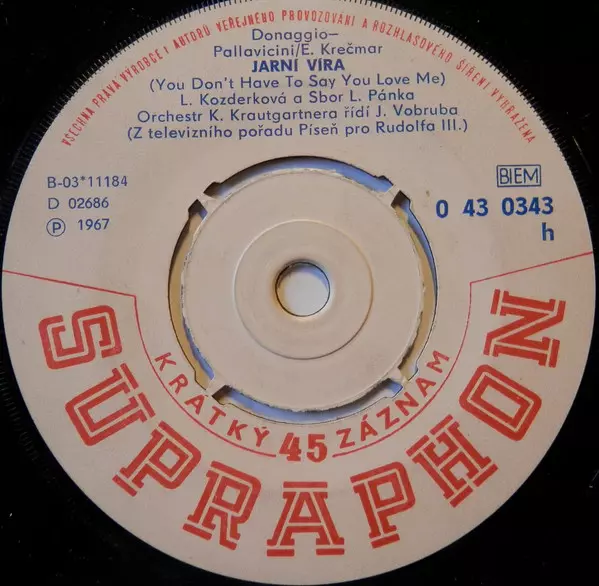 VŠECHNA PRÁVA VÝROBCE I AUTORŮ VEŘEJNÉHO PROVOZOVÁNÍ A ROZHLASOVÉHO ŠÍŘENÍ VYHRAZENA
Donaggio–
Pallavicini/E. Krečmar
JARNÍ VÍRA
(You Don't Have To Say You Love Me)
L. Kozderková a Sbor L. Pánka
Orchestr K. Krautgartnera řídí J. Vobruba
(Z televizního pořadu Píseň pro Rudolfa III.)
B-03*11184
D 02686
Ⓟ 1967
BIEM
0 43 0343
h
KRÁTKÝ 45 ZÁZNAM
SUPRAPHON